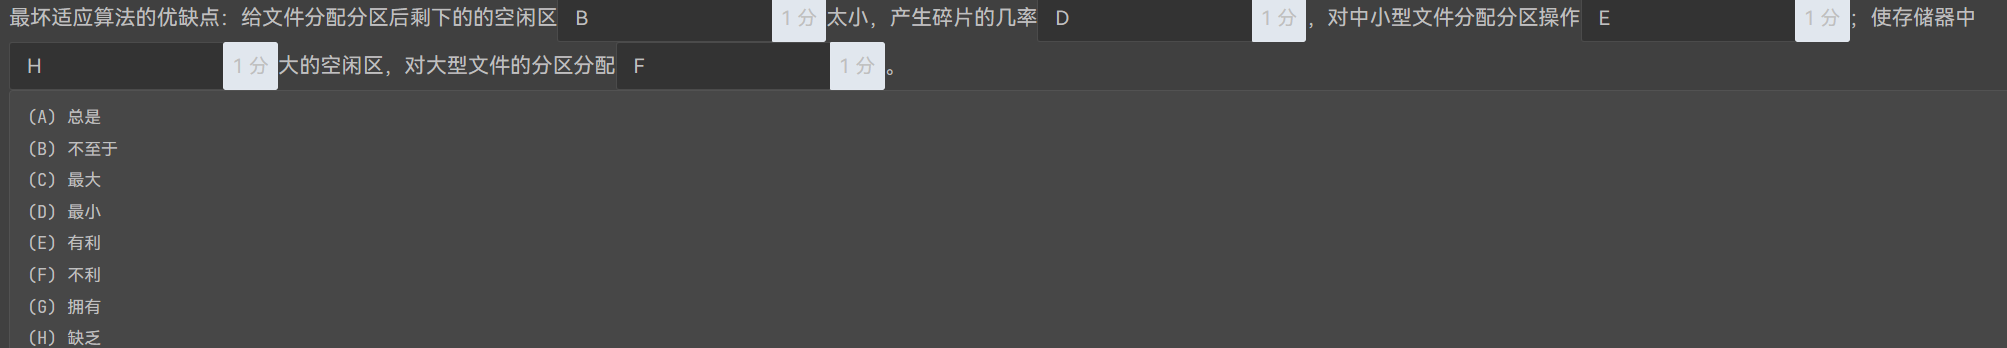 最坏适应算法的优缺点：给文件分配分区后剩下的的空闲区 B 1 分 太小，产生碎片的几率 D 1 分 ，对中小型文件分配分区操作 E 1 分 ；使存储器中
H 1 分 大的空闲区，对大型文件的分区分配 F 1 分 。
(A) 总是
(B) 不至于
(C) 最大
(D) 最小
(E) 有利
(F) 不利
(G) 拥有
(H) 缺乏